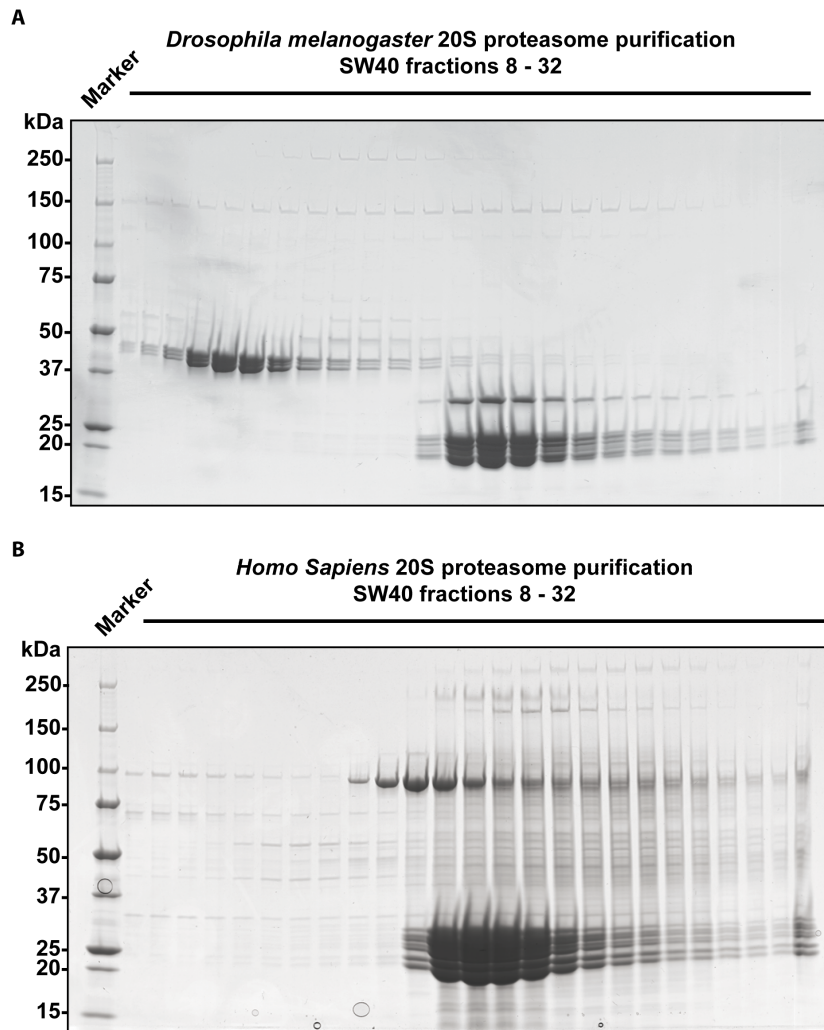 A
Drosophila melanogaster 20S proteasome purification
SW40 fractions 8 - 32
Marker
kDa
250
150
100
75
50
37
25
20
15
B
Homo Sapiens 20S proteasome purification
SW40 fractions 8 - 32
Marker
kDa
250
150
100
75
50
37
25
20
15